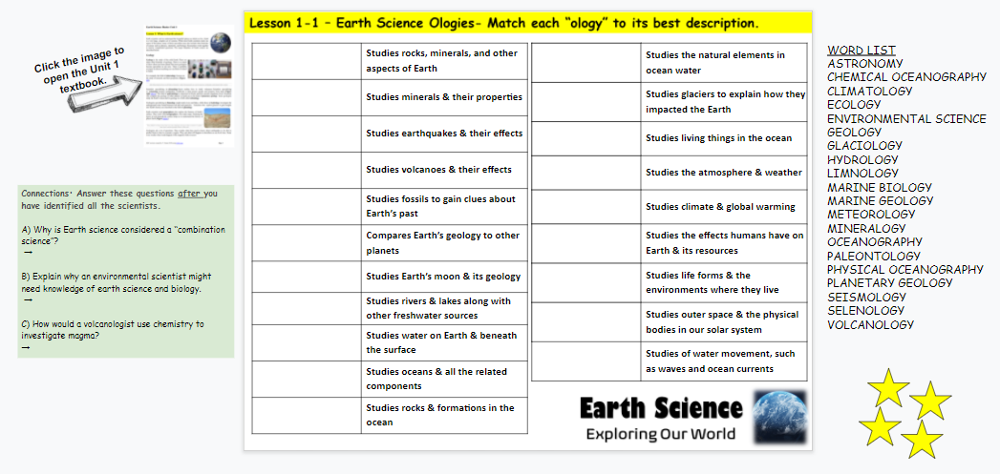 Click the image to
open the Unit 1
textbook.
Connections: Answer these questions after you
have identified all the scientists.
A) Why is Earth science considered a "combination
science"?
→
B) Explain why an environmental scientist might
need knowledge of earth science and biology.
→
C) How would a volcanologist use chemistry to
investigate magma?
→
Lesson 1-1 – Earth Science Ologies- Match each “ology” to its best description.
Studies rocks, minerals, and other
aspects of Earth
Studies minerals & their properties
Studies earthquakes & their effects
Studies volcanoes & their effects
Studies fossils to gain clues about
Earth’s past
Compares Earth’s geology to other
planets
Studies Earth’s moon & its geology
Studies rivers & lakes along with
other freshwater sources
Studies water on Earth & beneath
the surface
Studies oceans & all the related
components
Studies rocks & formations in the
ocean
Studies the natural elements in
ocean water
Studies glaciers to explain how they
impacted the Earth
Studies living things in the ocean
Studies the atmosphere & weather
Studies climate & global warming
Studies the effects humans have on
Earth & its resources
Studies life forms & the
environments where they live
Studies outer space & the physical
bodies in our solar system
Studies of water movement, such
as waves and ocean currents
Earth Science
Exploring Our World
WORD LIST
ASTRONOMY
CHEMICAL OCEANOGRAPHY
CLIMATOLOGY
ECOLOGY
ENVIRONMENTAL SCIENCE
GEOLOGY
GLACIOLOGY
HYDROLOGY
LIMNOLOGY
MARINE BIOLOGY
MARINE GEOLOGY
METEOROLOGY
MINERALOGY
OCEANOGRAPHY
PALEONTOLOGY
PHYSICAL OCEANOGRAPHY
PLANETARY GEOLOGY
SEISMOLOGY
SELENOLOGY
VOLCANOLOGY